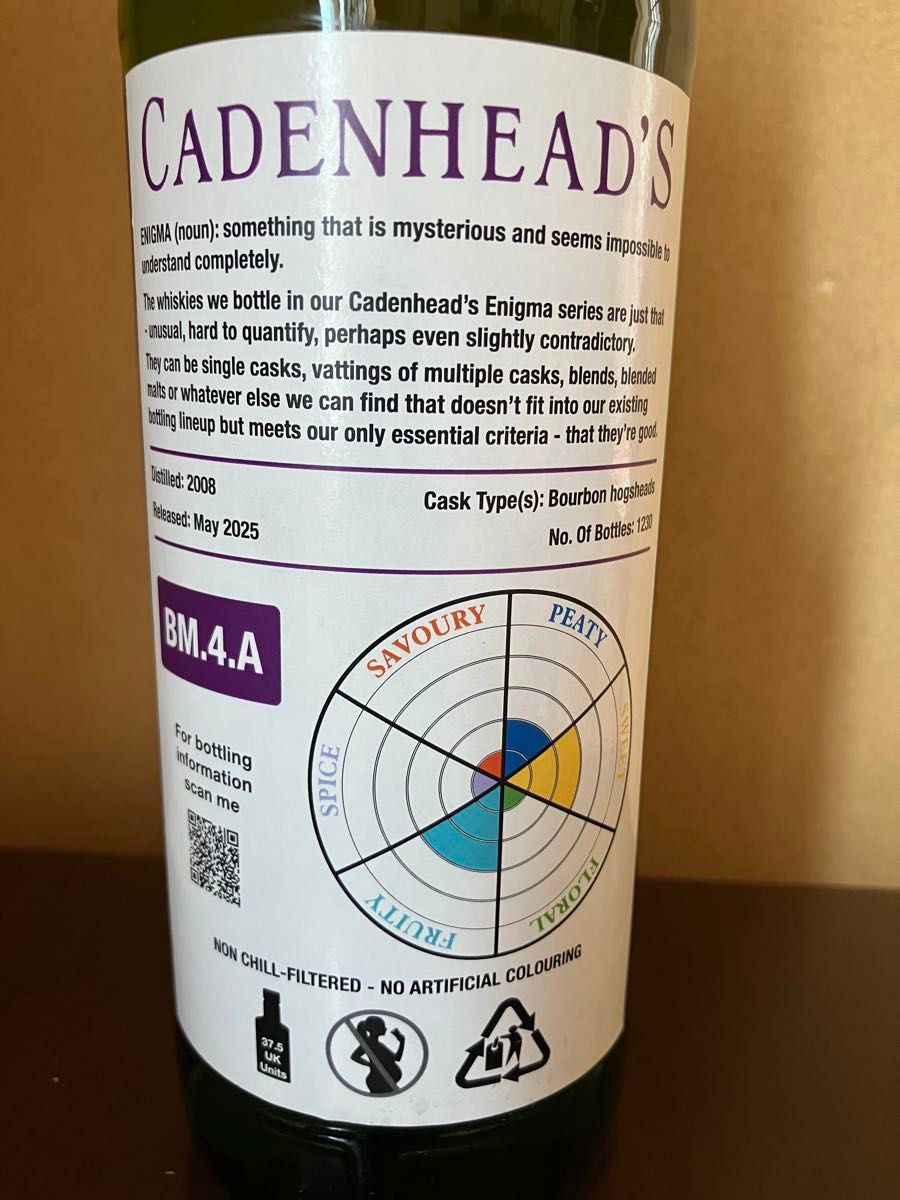 CADENHEAD'S
ENIGMA (noun): something that is mysterious and seems impossible to
understand completely.
The whiskies we bottle in our Cadenhead's Enigma series are just that
- unusual, hard to quantify, perhaps even slightly contradictory.
They can be single casks, vattings of multiple casks, blends, blended
malts or whatever else we can find that doesn't fit into our existing
bottling lineup but meets our only essential criteria - that they're good.
Distilled: 2008
Cask Type(s): Bourbon hogsheads
Released: May 2025
No. Of Bottles: 1230
BM.4.A
SAVOURY
PEATY
SWEET
SPICE
FRUITY
FLORAL
For bottling
information
scan me
NON CHILL-FILTERED - NO ARTIFICIAL COLOURING
37.5
UK
Units